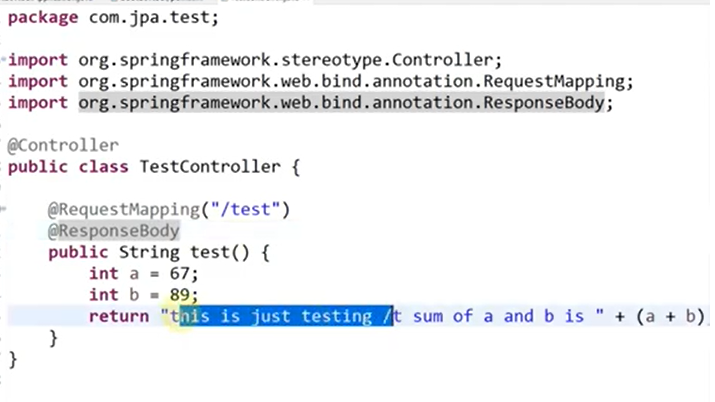 package com.jpa.test;
import org.springframework.stereotype.Controller;
import org.springframework.web.bind.annotation.RequestMapping;
import org.springframework.web.bind.annotation.ResponseBody;
@Controller
public class TestController {
@RequestMapping("/test")
@ResponseBody
public String test() {
int a = 67;
int b = 89;
return "this is just testing /t sum of a and b is " + (a + b)
}
}